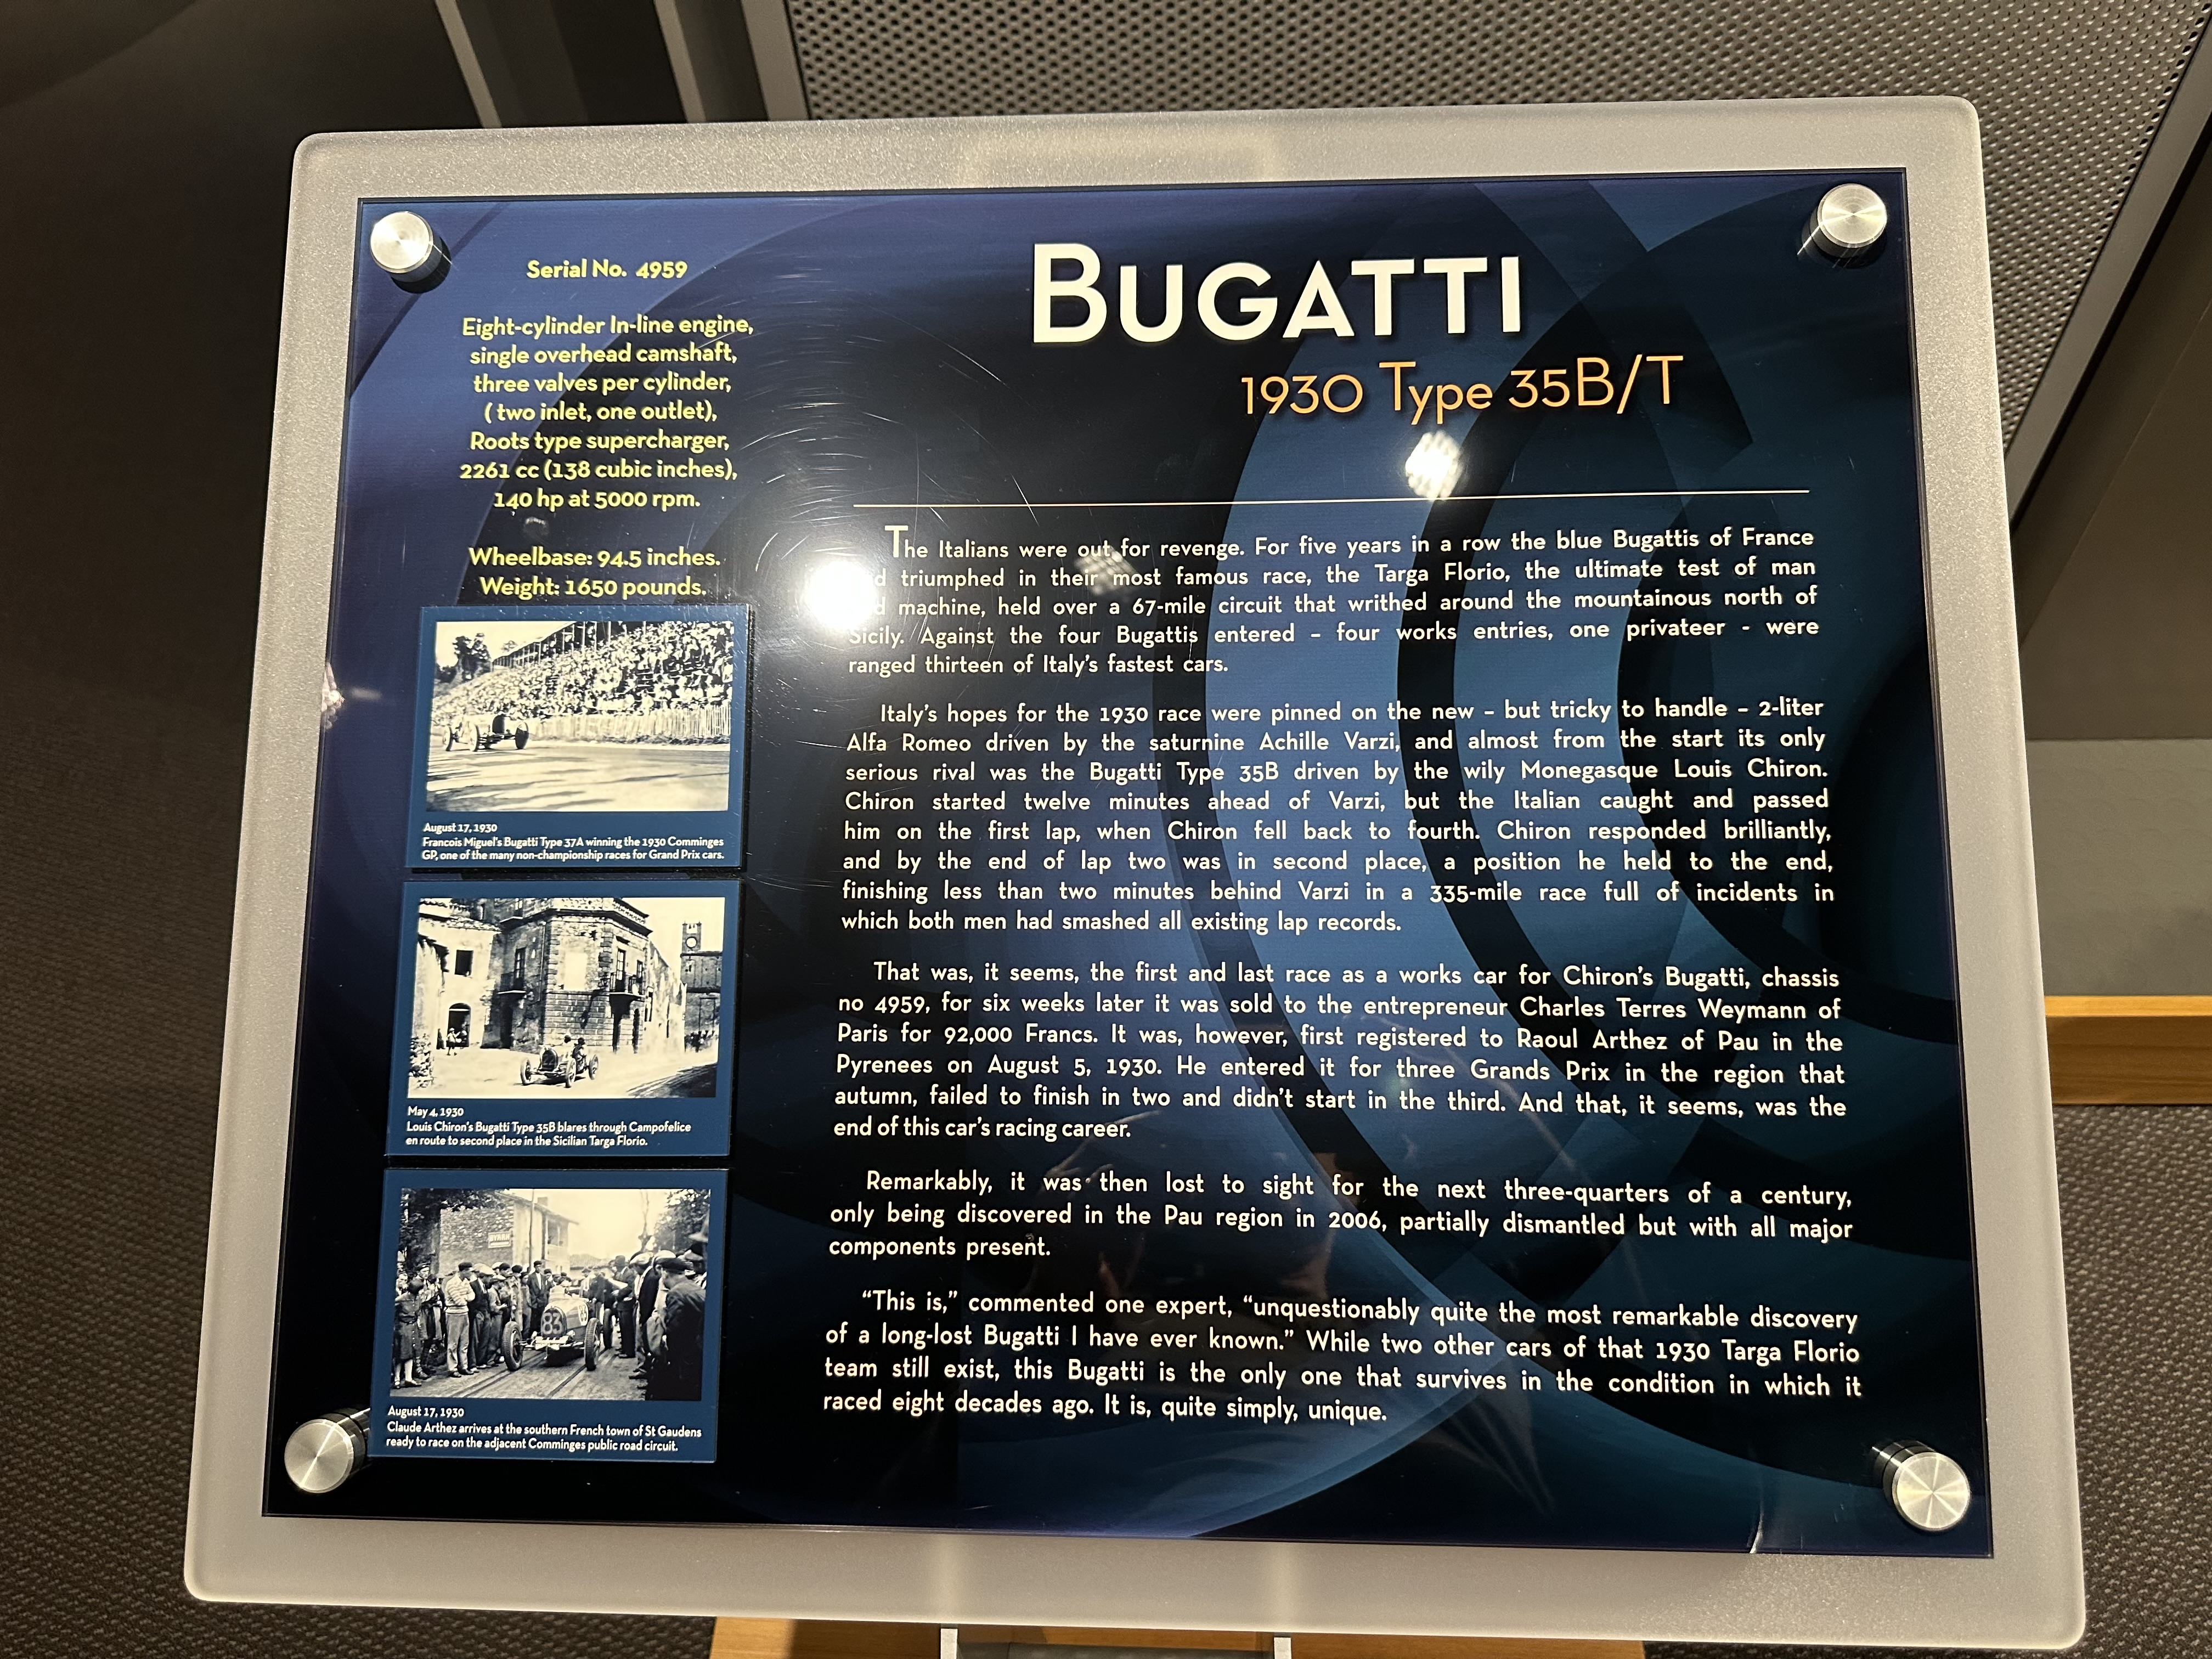 Serial No. 4959
Eight-cylinder In-line engine,
single overhead camshaft,
three valves per cylinder,
( two inlet, one outlet),
Roots type supercharger,
2261 cc (138 cubic inches),
140 hp at 5000 rpm.
Wheelbase: 94.5 inches.
Weight: 1650 pounds.
August 17, 1930
Francois Miguel's Bugatti Type 37A winning the 1930 Comminges
GP, one of the many non-championship races for Grand Prix cars.
May 4, 1930
Louis Chiron's Bugatti Type 35B blares through Campofelice
en route to second place in the Sicilian Targa Florio.
83
August 17, 1930
Claude Arthez arrives at the southern French town of St Gaudens
ready to race on the adjacent Comminges public road circuit.
BUGATTI
1930 Type 35B/T
The Italians were out for revenge. For five years in a row the blue Bugattis of France
triumphed in their most famous race, the Targa Florio, the ultimate test of man
machine, held over a 67-mile circuit that writhed around the mountainous north of
Sicily. Against the four Bugattis entered – four works entries, one privateer - were
ranged thirteen of Italy's fastest cars.
Italy's hopes for the 1930 race were pinned on the new – but tricky to handle – 2-liter
Alfa Romeo driven by the saturnine Achille Varzi, and almost from the start its only
serious rival was the Bugatti Type 35B driven by the wily Monegasque Louis Chiron.
Chiron started twelve minutes ahead of Varzi, but the Italian caught and passed
him on the first lap, when Chiron fell back to fourth. Chiron responded brilliantly,
and by the end of lap two was in second place, a position he held to the end,
finishing less than two minutes behind Varzi in a 335-mile race full of incidents in
which both men had smashed all existing lap records.
That was, it seems, the first and last race as a works car for Chiron's Bugatti, chassis
no 4959, for six weeks later it was sold to the entrepreneur Charles Terres Weymann of
Paris for 92,000 Francs. It was, however, first registered to Raoul Arthez of Pau in the
Pyrenees on August 5, 1930. He entered it for three Grands Prix in the region that
autumn, failed to finish in two and didn't start in the third. And that, it seems, was the
end of this car's racing career.
Remarkably, it was then lost to sight for the next three-quarters of a century,
only being discovered in the Pau region in 2006, partially dismantled but with all major
components present.
“This is,” commented one expert, “unquestionably quite the most remarkable discovery
of a long-lost Bugatti I have ever known.” While two other cars of that 1930 Targa Florio
team still exist, this Bugatti is the only one that survives in the condition in which it
raced eight decades ago. It is, quite simply, unique.